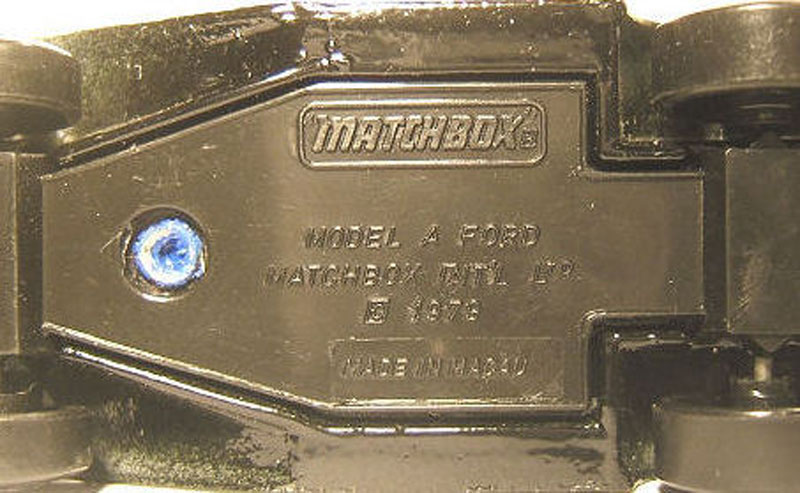 "MATCHBOX"®
MODEL A FORD
MATCHBOX INT'L LTD.
© 1979
MADE IN MACAU